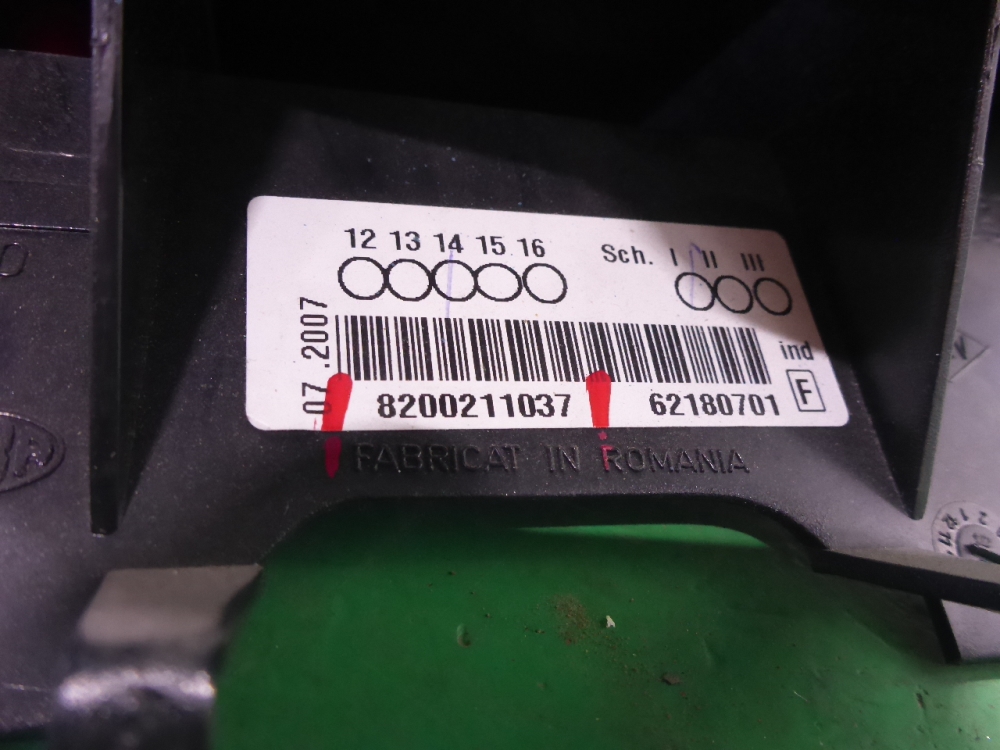 12 13 14 15 16
Sch. I II III
07.2007
ind
8200211037 62180701 F
FABRICAT IN ROMANIA